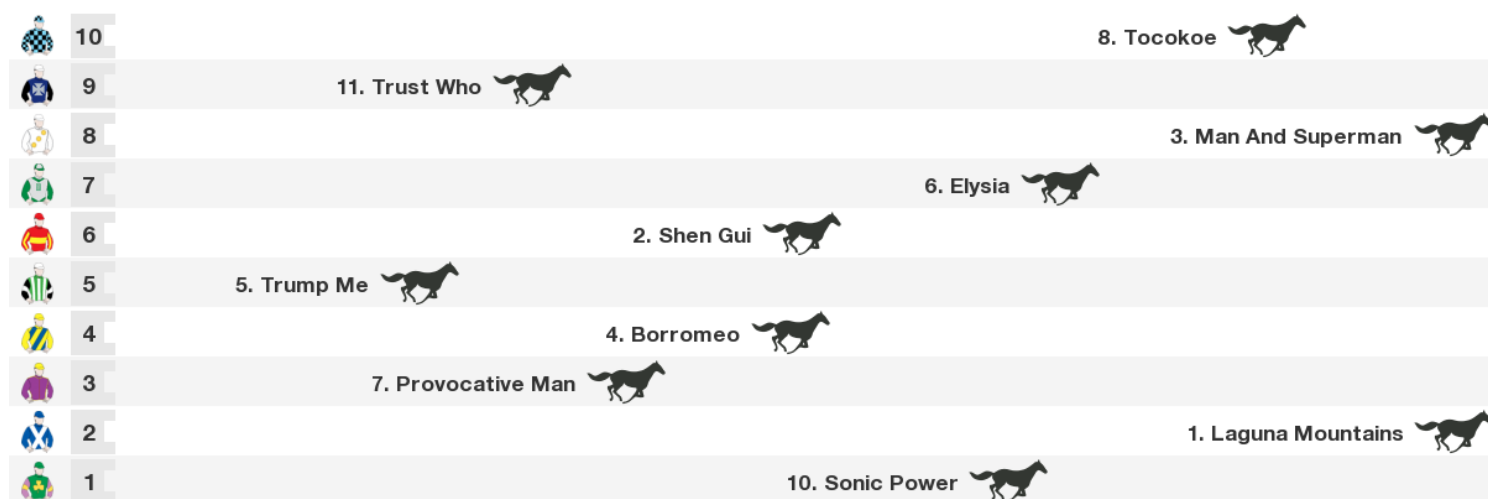 10 8. Tocokoe
9 11. Trust Who
8 3. Man And Superman
7 6. Elysia
6 2. Shen Gui
5 5. Trump Me
4 4. Borromeo
3 7. Provocative Man
2 1. Laguna Mountains
1 10. Sonic Power